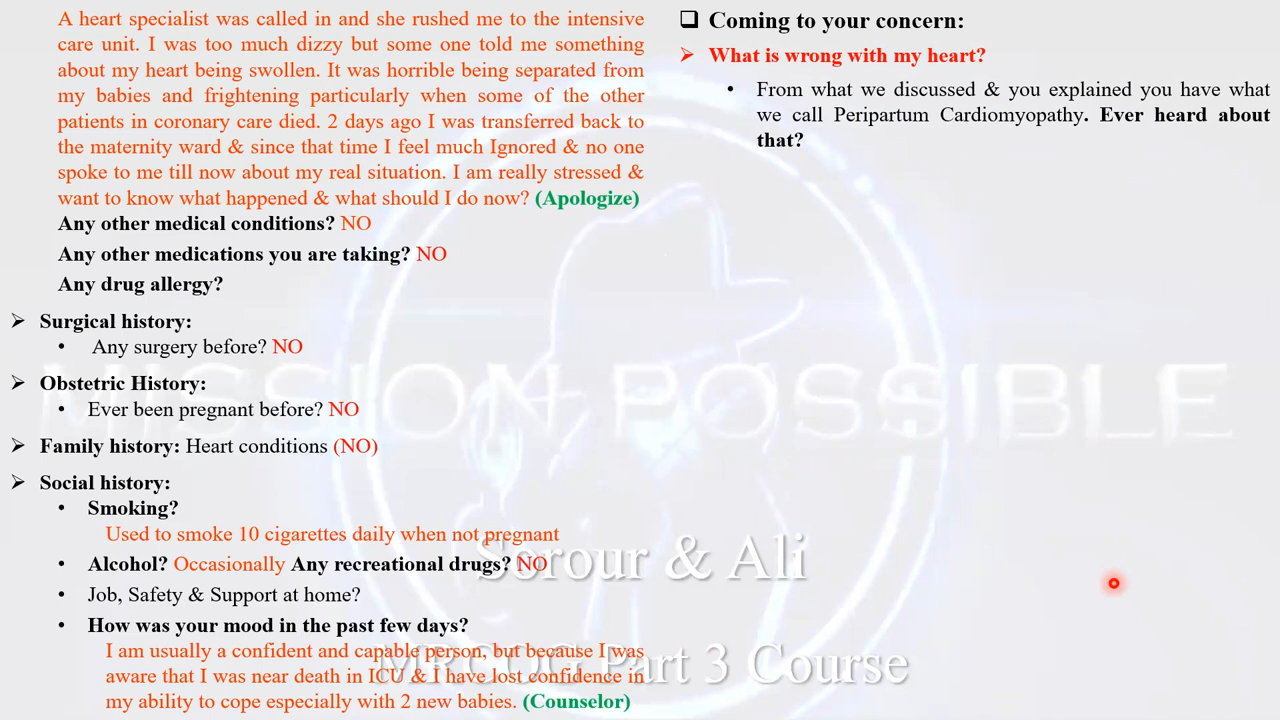 A heart specialist was called in and she rushed me to the intensive
care unit. I was too much dizzy but some one told me something
about my heart being swollen. It was horrible being separated from
my babies and frightening particularly when some of the other
patients in coronary care died. 2 days ago I was transferred back to
the maternity ward & since that time I feel much Ignored & no one
spoke to me till now about my real situation. I am really stressed &
want to know what happened & what should I do now? (Apologize)
Any other medical conditions? NO
Any other medications you are taking? NO
Any drug allergy?
➢ Surgical history:
• Any surgery before? NO
➢ Obstetric History:
• Ever been pregnant before? NO
➢ Family history: Heart conditions (NO)
➢ Social history:
• Smoking?
Used to smoke 10 cigarettes daily when not pregnant
• Alcohol? Occasionally Any recreational drugs? NO
• Job, Safety & Support at home?
• How was your mood in the past few days?
I am usually a confident and capable person, but because I was
aware that I was near death in ICU & I have lost confidence in
my ability to cope especially with 2 new babies. (Counselor)
❑ Coming to your concern:
➢ What is wrong with my heart?
• From what we discussed & you explained you have what
we call Peripartum Cardiomyopathy. Ever heard about
that?
MISSION POSSIBLE
Serour & Ali
MRCOG Part 3 Course